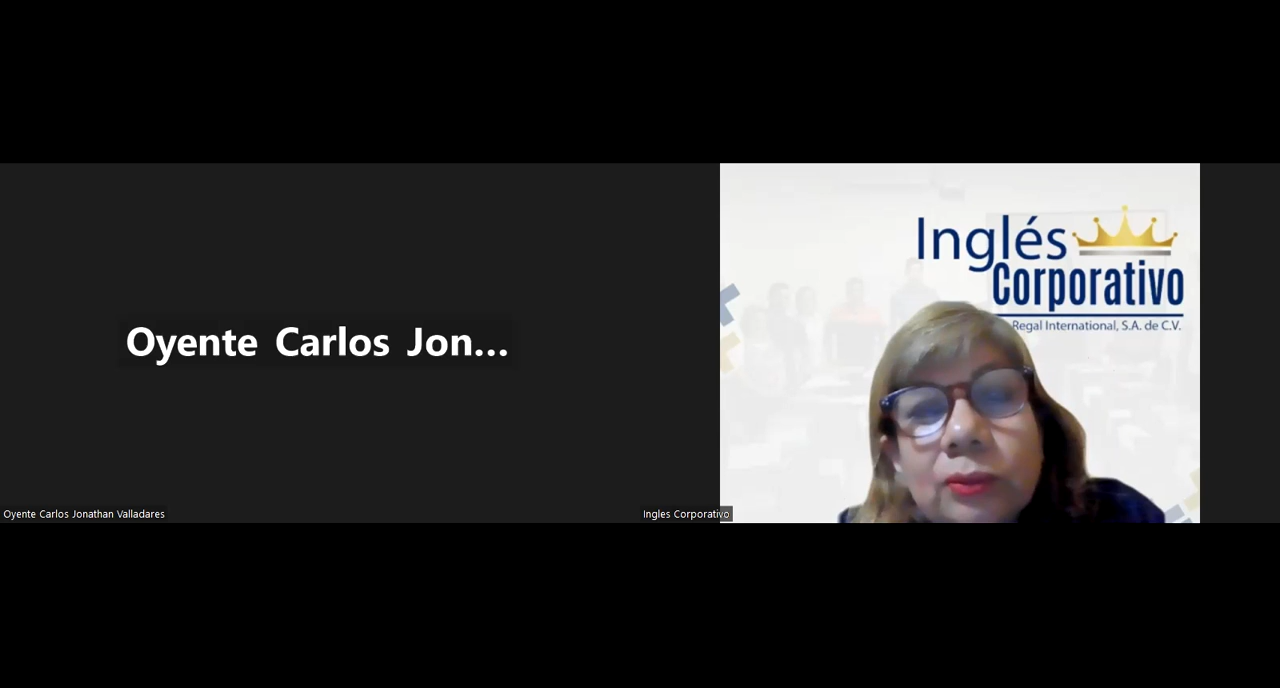 Oyente Carlos Jon...
Oyente Carlos Jonathan Valladares
Inglés
Corporativo
Regal International, S.A. de C.V.
Ingles Corporativo